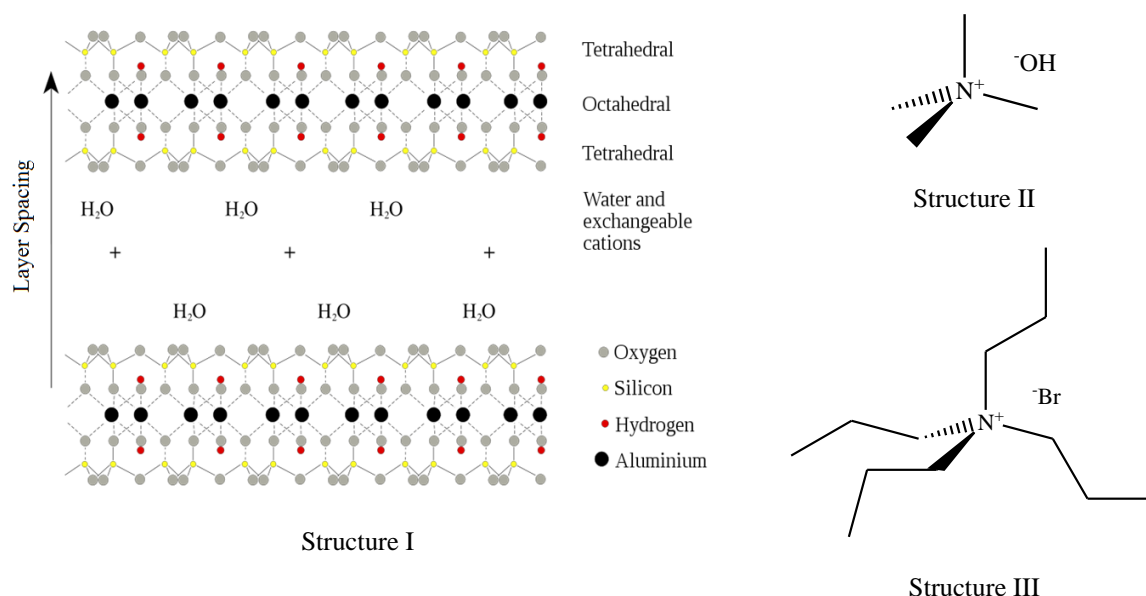 Layer Spacing
Tetrahedral
Octahedral
Tetrahedral
Water and
exchangeable
cations
H₂O H₂O H₂O
+ + +
H₂O H₂O H₂O
Oxygen
Silicon
Hydrogen
Aluminium
Structure I
N⁺
⁻OH
Structure II
N⁺
⁻Br
Structure III